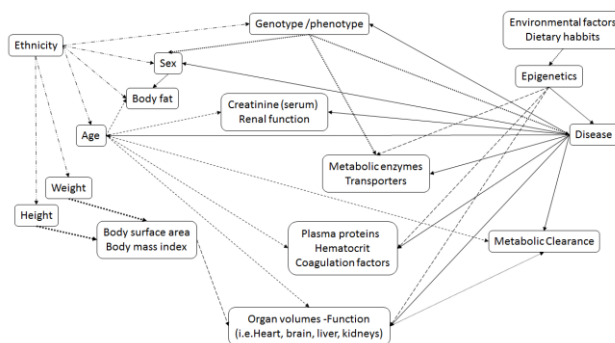 Genotype /phenotype
Environmental factors
Dietary habbits
Ethnicity
Sex
Epigenetics
Body fat
Creatinine (serum)
Renal function
Age
Disease
Metabolic enzymes
Transporters
Weight
Height
Body surface area
Body mass index
Plasma proteins
Hematocrit
Coagulation factors
Metabolic Clearance
Organ volumes -Function
(i.e.Heart, brain, liver, kidneys)